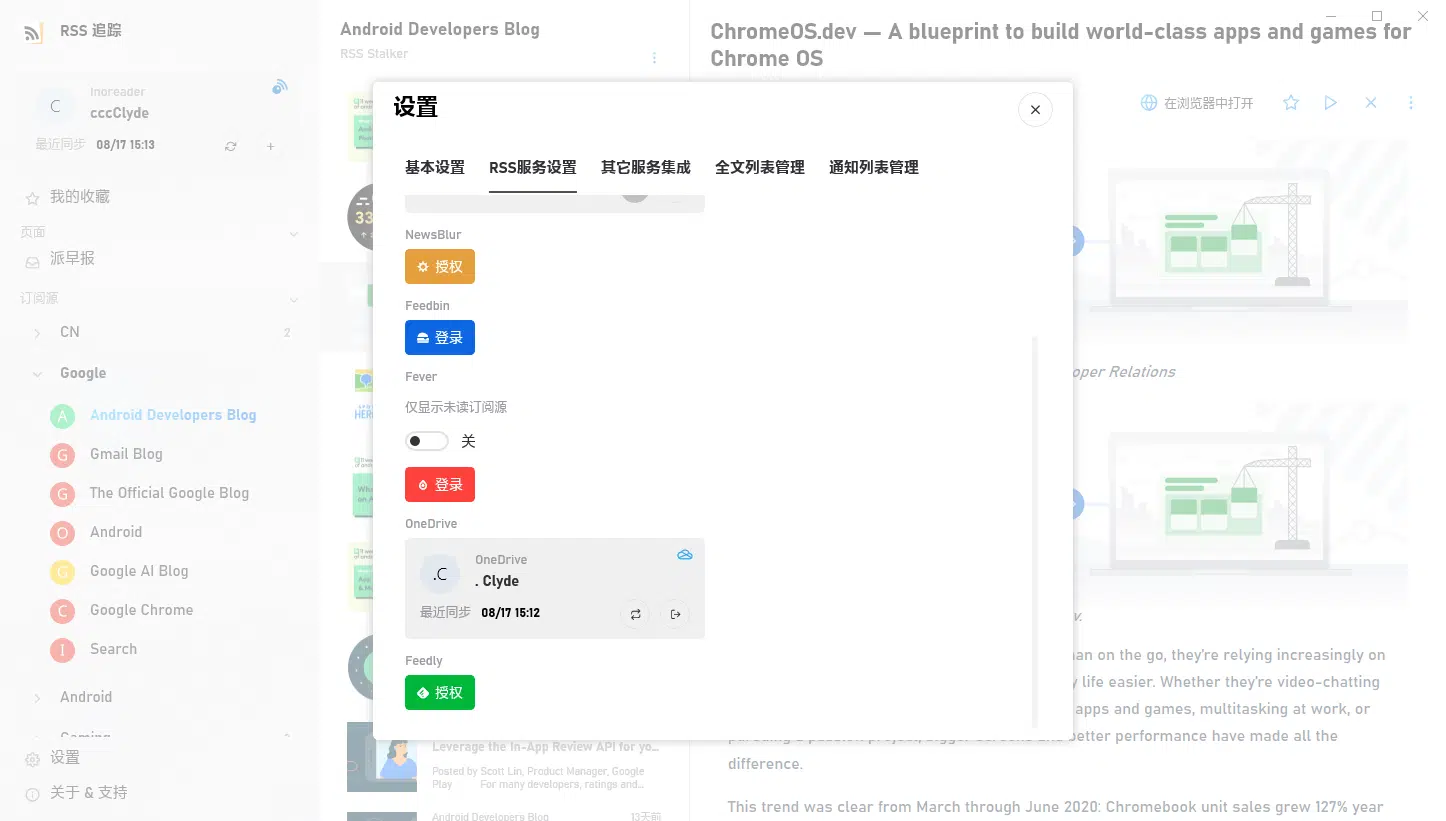 RSS 追踪
C
Inoreader
cccClyde
最近同步 08/17 15:13
我的收藏
页面
派早报
订阅源
CN 2
Google
A Android Developers Blog
G Gmail Blog
G The Official Google Blog
O Android
G Google AI Blog
C Google Chrome
I Search
Android
Gaming
设置
关于 & 支持
Android Developers Blog
RSS Stalker
33
Leverage the In-App Review API for yo...
Posted by Scott Lin, Product Manager, Google
Play For many developers, ratings and...
Android Developers Blog 13天前
设置
基本设置 RSS服务设置 其它服务集成 全文列表管理 通知列表管理
NewsBlur
授权
Feedbin
登录
Fever
仅显示未读订阅源
关
登录
OneDrive
.C
OneDrive
. Clyde
最近同步 08/17 15:12
Feedly
授权
ChromeOS.dev — A blueprint to build world-class apps and games for
Chrome OS
在浏览器中打开
oper Relations
v.
an on the go, they're relying increasingly on
y life easier. Whether they're video-chatting
apps and games, multitasking at work, or
better performance have made all the
difference.
This trend was clear from March through June 2020: Chromebook unit sales grew 127% year